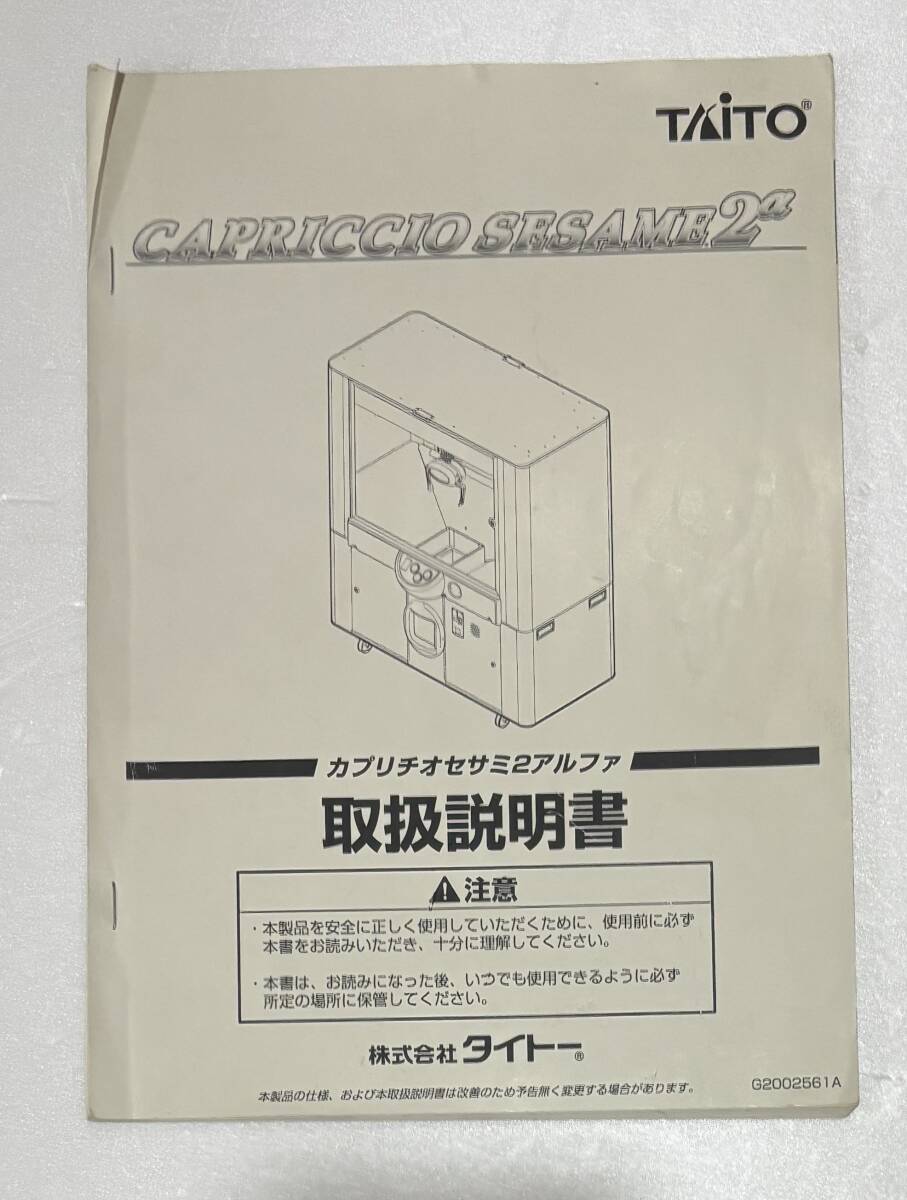 TAITO®
CAPRICCIO SESAME 2α
カプリチオセサミ2アルファ
取扱説明書
⚠注意
・本製品を安全に正しく使用していただくために、使用前に必ず
本書をお読みいただき、十分に理解してください。
・本書は、お読みになった後、いつでも使用できるように必ず
所定の場所に保管してください。
株式会社タイトー®
本製品の仕様、および本取扱説明書は改善のため予告無く変更する場合があります。
G2002561A